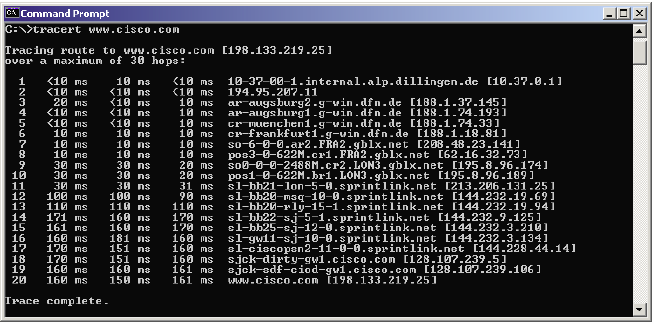 Command Prompt
C:\>tracert www.cisco.com
Tracing route to www.cisco.com [198.133.219.25]
over a maximum of 30 hops:
1 <10 ms 10 ms <10 ms 10-37-00-1.internal.alp.dillingen.de [10.37.0.1]
2 <10 ms <10 ms <10 ms 194.95.207.11
3 20 ms <10 ms 10 ms ar-augsburg2.g-win.dfn.de [188.1.37.145]
4 <10 ms <10 ms 10 ms ar-augsburg1.g-win.dfn.de [188.1.74.193]
5 <10 ms <10 ms 10 ms cr-muenchen1.g-win.dfn.de [188.1.74.33]
6 10 ms 10 ms 10 ms cr-frankfurt1.g-win.dfn.de [188.1.18.81]
7 10 ms 10 ms 10 ms so-6-0-0.ar2.FRA2.gblx.net [208.48.23.141]
8 10 ms 10 ms 10 ms pos3-0-622M.cr1.FRA2.gblx.net [62.16.32.73]
9 30 ms 30 ms 20 ms so0-0-0-2488M.cr2.LON3.gblx.net [195.8.96.174]
10 30 ms 30 ms 20 ms pos1-0-622M.br1.LON3.gblx.net [195.8.96.189]
11 30 ms 30 ms 31 ms sl-bb21-lon-5-0.sprintlink.net [213.206.131.25]
12 100 ms 100 ms 90 ms sl-bb20-msq-10-0.sprintlink.net [144.232.19.69]
13 110 ms 110 ms 110 ms sl-bb20-rly-15-1.sprintlink.net [144.232.19.94]
14 171 ms 160 ms 170 ms sl-bb22-sj-5-1.sprintlink.net [144.232.9.125]
15 161 ms 160 ms 160 ms sl-bb25-sj-12-0.sprintlink.net [144.232.3.210]
16 160 ms 181 ms 160 ms sl-gw11-sj-10-0.sprintlink.net [144.232.3.134]
17 170 ms 151 ms 160 ms sl-ciscopsn2-11-0-0.sprintlink.net [144.228.44.14]
18 170 ms 151 ms 160 ms sjck-dirty-gw1.cisco.com [128.107.239.5]
19 160 ms 160 ms 161 ms sjck-sdf-ciod-gw1.cisco.com [128.107.239.106]
20 160 ms 150 ms 161 ms www.cisco.com [198.133.219.25]
Trace complete.